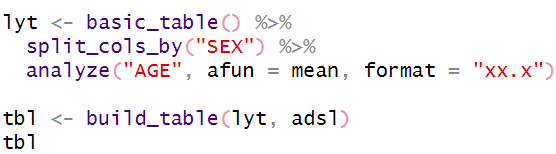 lyt <- basic_table() %>%
  split_cols_by("SEX") %>%
  analyze("AGE", afun = mean, format = "xx.x")

tbl <- build_table(lyt, adsl)
tbl